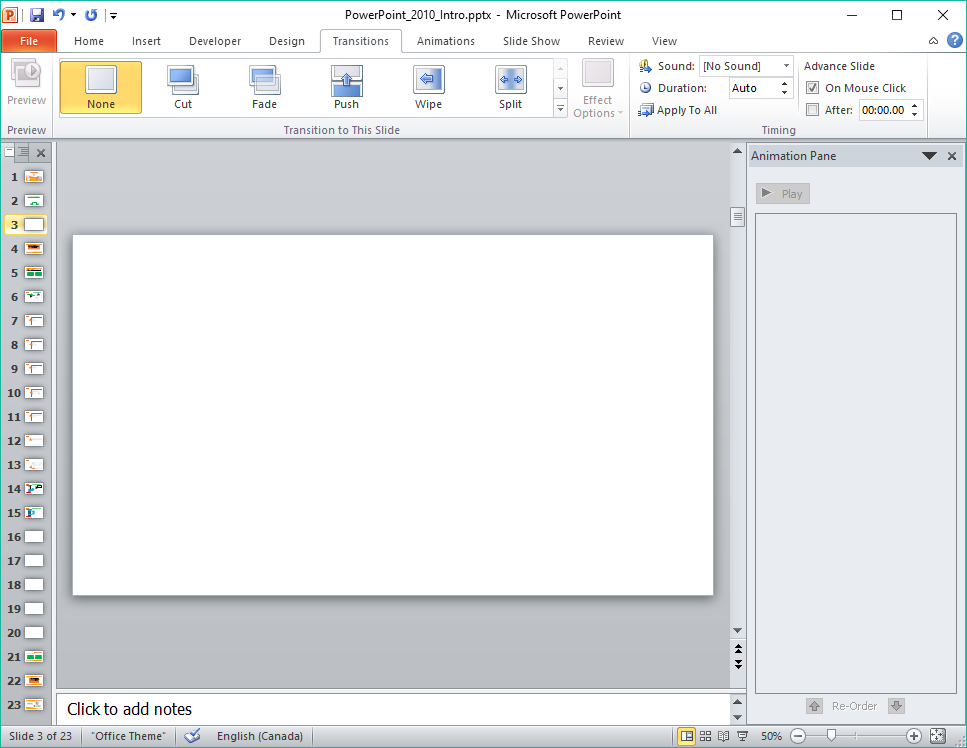 PowerPoint_2010_Intro.pptx - Microsoft PowerPoint
File Home Insert Developer Design Transitions Animations Slide Show Review View
Preview
None Cut Fade Push Wipe Split
Effect Options
Sound: [No Sound]
Duration: Auto
Apply To All
Advance Slide
On Mouse Click
After: 00:00.00
Preview Transition to This Slide Timing
1
2
3
4
5
6
7
8
9
10
11
12
13
14
15
16
17
18
19
20
21
22
23
Animation Pane
Play
Re-Order
Click to add notes
Slide 3 of 23 "Office Theme" English (Canada) 50%